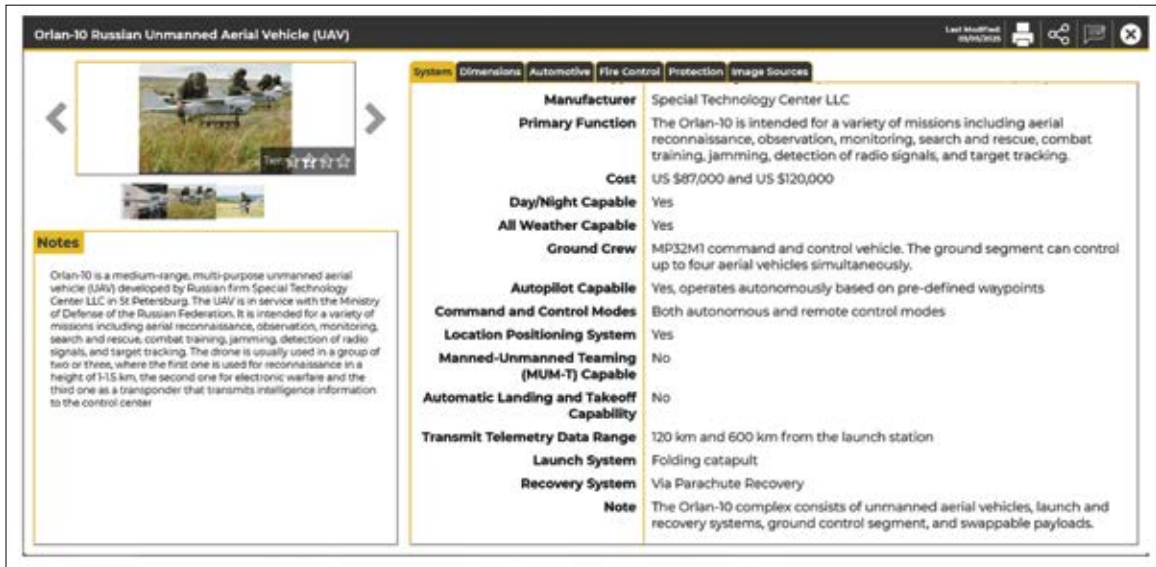 Orlan-10 Russian Unmanned Aerial Vehicle (UAV)
Last Modified:
System Dimensions Automotive Fire Control Protection Image Sources
Tier:
Notes
Orlan-10 is a medium-range, multi-purpose unmanned aerial
vehicle (UAV) developed by Russian firm Special Technology
Center LLC in St Petersburg. The UAV is in service with the Ministry
of Defense of the Russian Federation. It is intended for a variety of
missions including aerial reconnaissance, observation, monitoring,
search and rescue, combat training, jamming, detection of radio
signals, and target tracking. The drone is usually used in a group of
two or three, where the first one is used for reconnaissance in a
height of 1-1.5 km, the second one for electronic warfare and the
third one as a transponder that transmits intelligence information
to the control center
Manufacturer Special Technology Center LLC
Primary Function The Orlan-10 is intended for a variety of missions including aerial
reconnaissance, observation, monitoring, search and rescue, combat
training, jamming, detection of radio signals, and target tracking.
Cost US $87,000 and US $120,000
Day/Night Capable Yes
All Weather Capable Yes
Ground Crew MP32M1 command and control vehicle. The ground segment can control
up to four aerial vehicles simultaneously.
Autopilot Capabile Yes, operates autonomously based on pre-defined waypoints
Command and Control Modes Both autonomous and remote control modes
Location Positioning System Yes
Manned-Unmanned Teaming No
(MUM-T) Capable
Automatic Landing and Takeoff No
Capability
Transmit Telemetry Data Range 120 km and 600 km from the launch station
Launch System Folding catapult
Recovery System Via Parachute Recovery
Note The Orlan-10 complex consists of unmanned aerial vehicles, launch and
recovery systems, ground control segment, and swappable payloads.